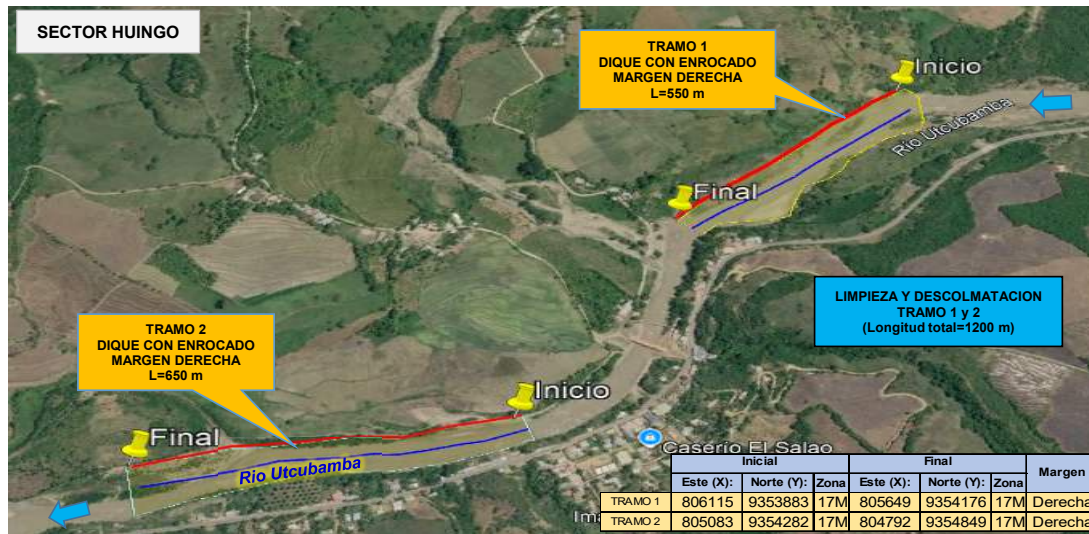 SECTOR HUINGO
TRAMO 1
DIQUE CON ENROCADO
MARGEN DERECHA
L=550 m
Inicio
Río Utcubamba
Final
LIMPIEZA Y DESCOLMATACION
TRAMO 1 y 2
(Longitud total=1200 m)
TRAMO 2
DIQUE CON ENROCADO
MARGEN DERECHA
L=650 m
Inicio
Final
Rio Utcubamba
Caserío El Salao
Inicial Final Margen
Este (X): Norte (Y): Zona Este (X): Norte (Y): Zona
TRAMO 1 806115 9353883 17M 805649 9354176 17M Derecha
TRAMO 2 805083 9354282 17M 804792 9354849 17M Derecha